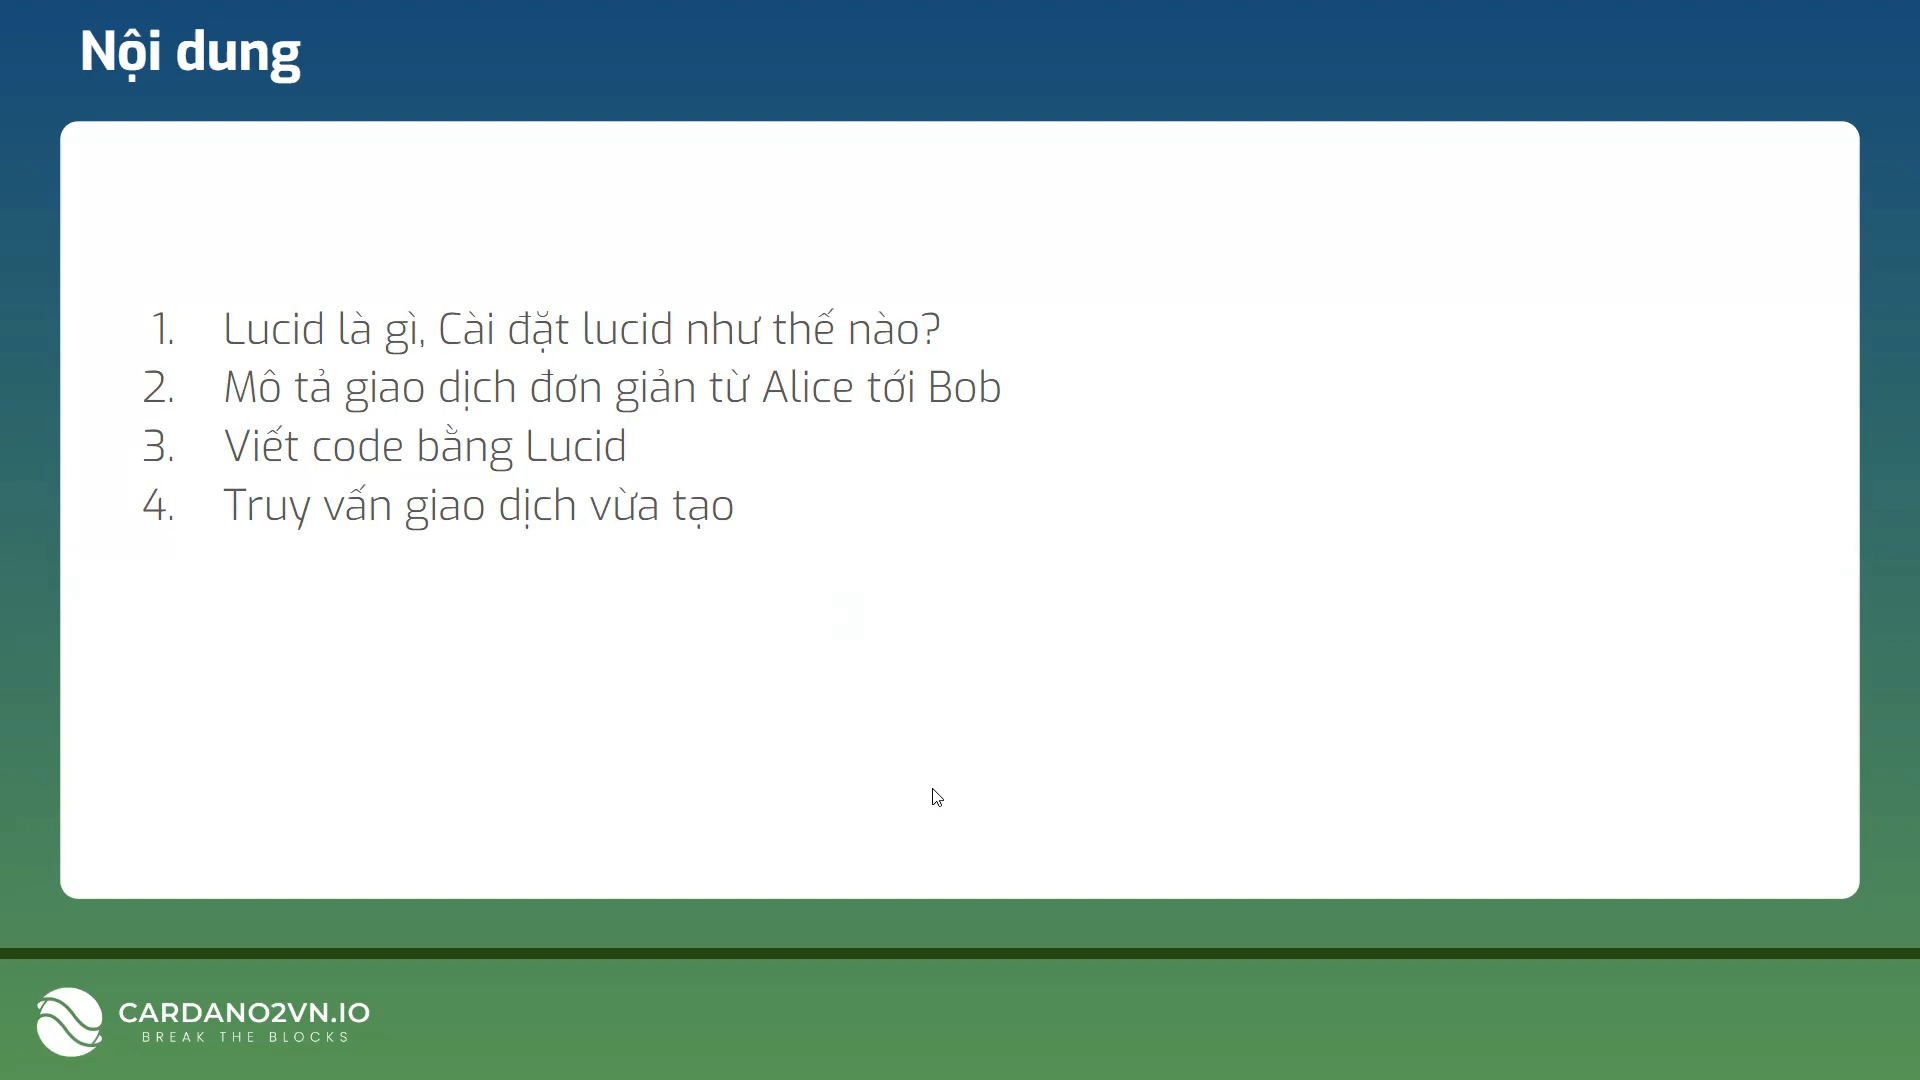 Nội dung
1. Lucid là gì, Cài đặt lucid như thế nào?
2. Mô tả giao dịch đơn giản từ Alice tới Bob
3. Viết code bằng Lucid
4. Truy vấn giao dịch vừa tạo
CARDANO2VN.IO
BREAK THE BLOCKS